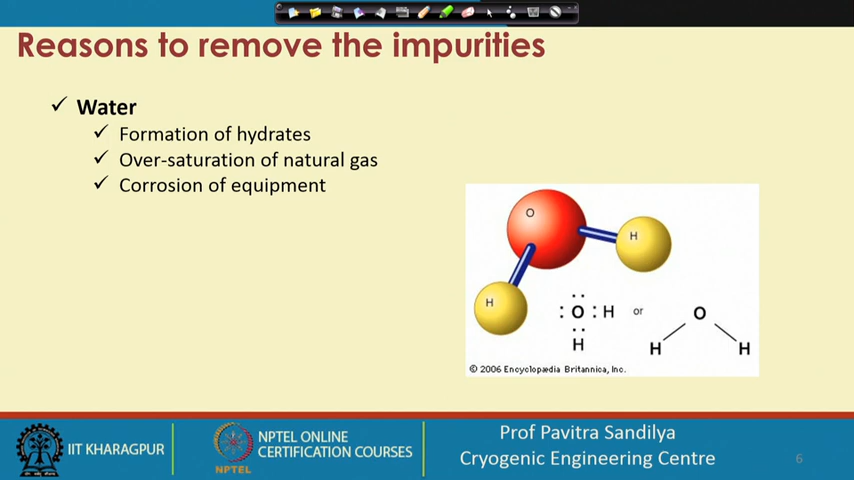 Reasons to remove the impurities
✓ Water
✓ Formation of hydrates
✓ Over-saturation of natural gas
✓ Corrosion of equipment
O
H
H
: O : H or O
H H H
© 2006 Encyclopædia Britannica, Inc.
IIT KHARAGPUR
NPTEL
NPTEL ONLINE
CERTIFICATION COURSES
Prof Pavitra Sandilya
Cryogenic Engineering Centre
6